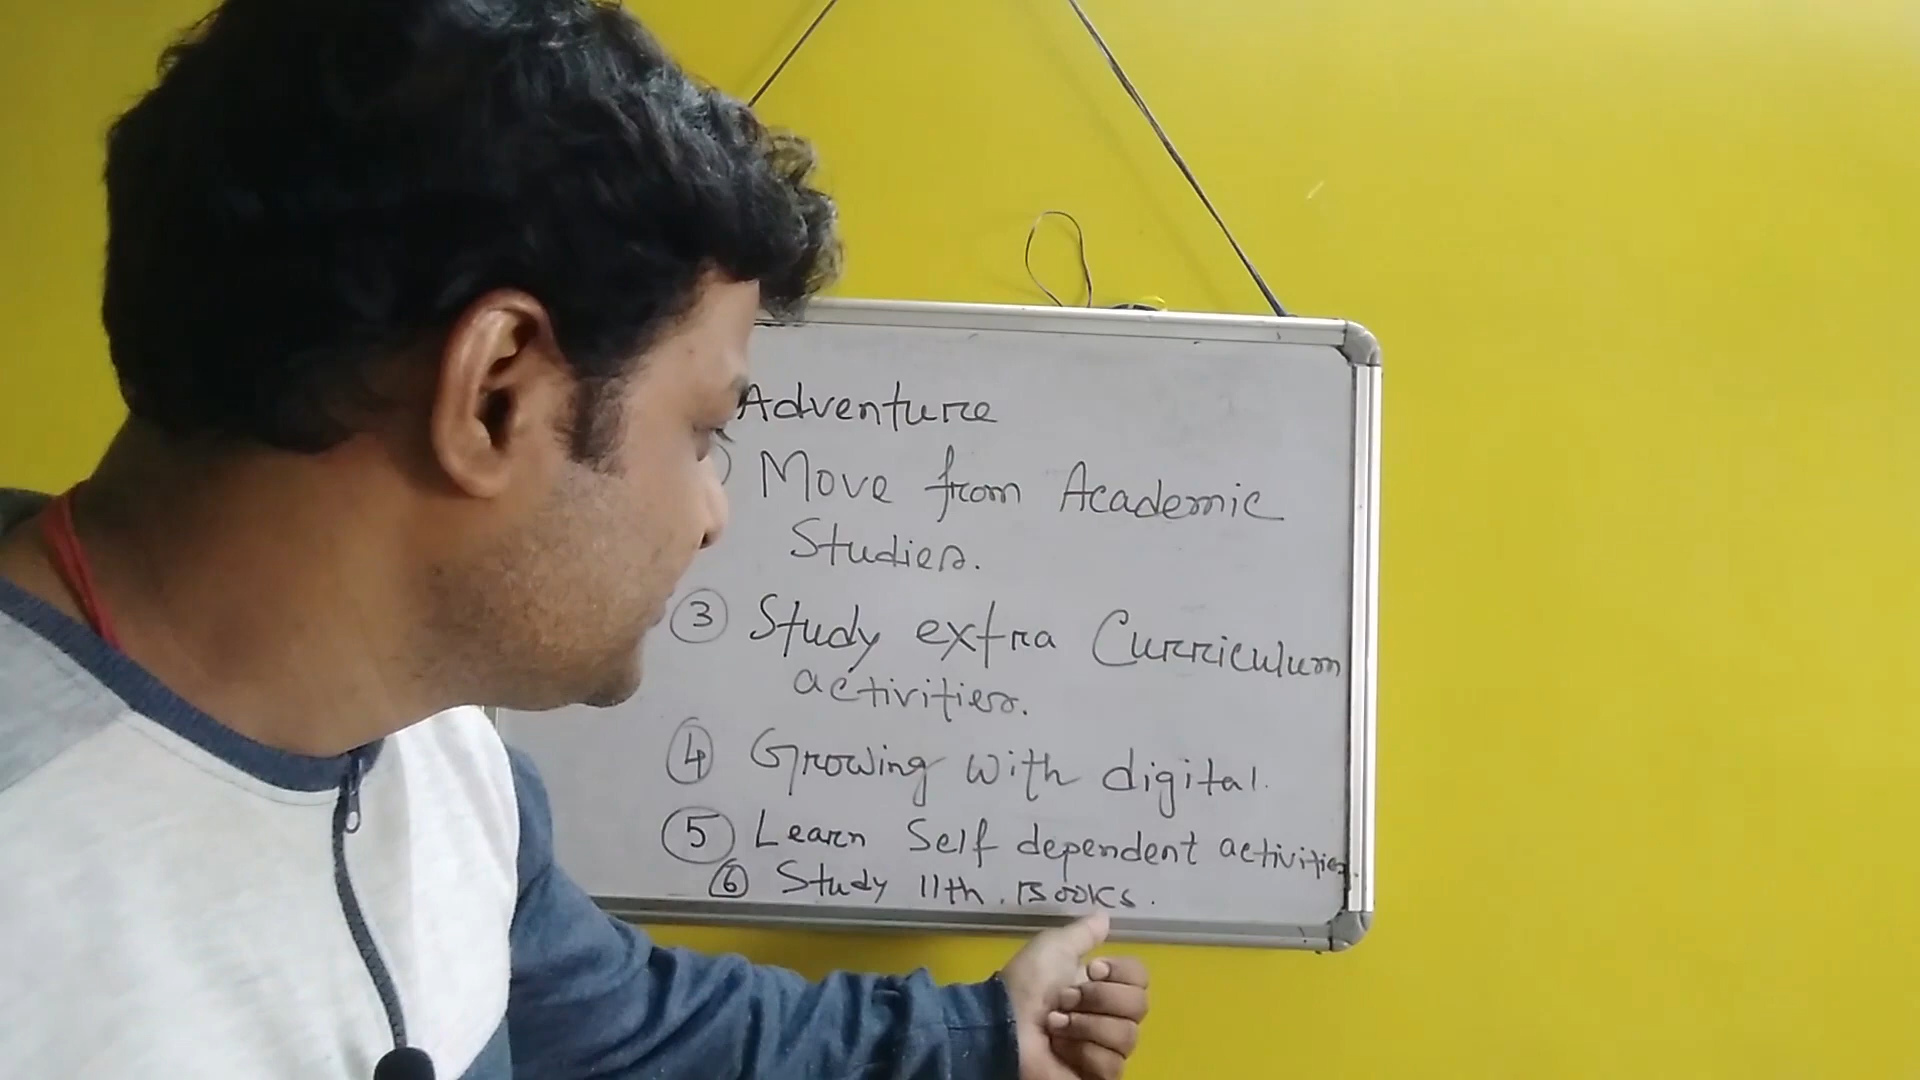 Adventure
Move from Academic
Studies.
③ Study extra Curriculum
activities.
④ Growing with digital.
⑤ Learn Self dependent activities.
⑥ Study 11th. Books.